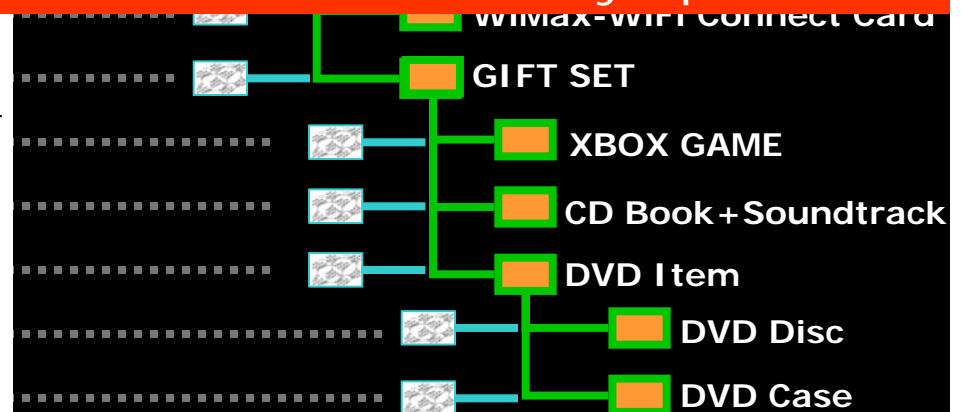 WiMax-WiFi Connect Card
GIFT SET
XBOX GAME
CD Book+Soundtrack
DVD Item
DVD Disc
DVD Case